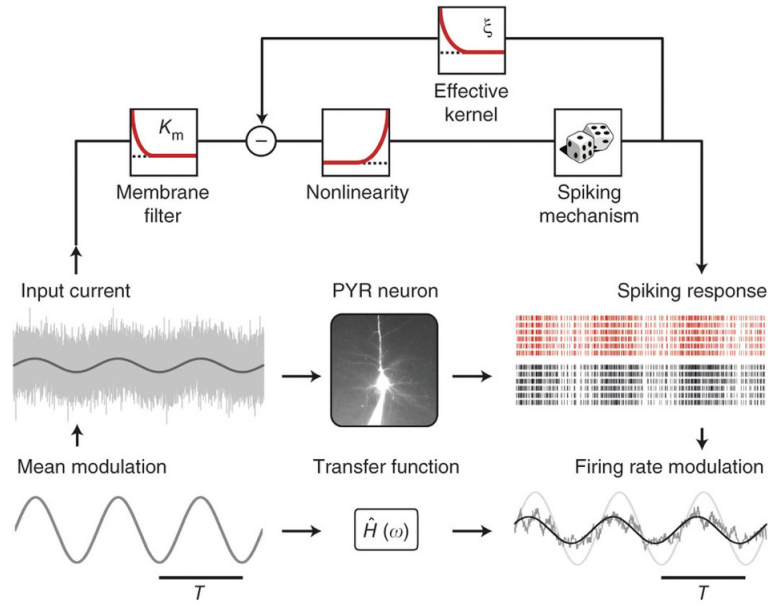 ξ
Effective
kernel
Km
−
Membrane
filter
Nonlinearity
Spiking
mechanism
Input current
PYR neuron
Spiking response
Mean modulation
Transfer function
Firing rate modulation
Ĥ (ω)
T
T